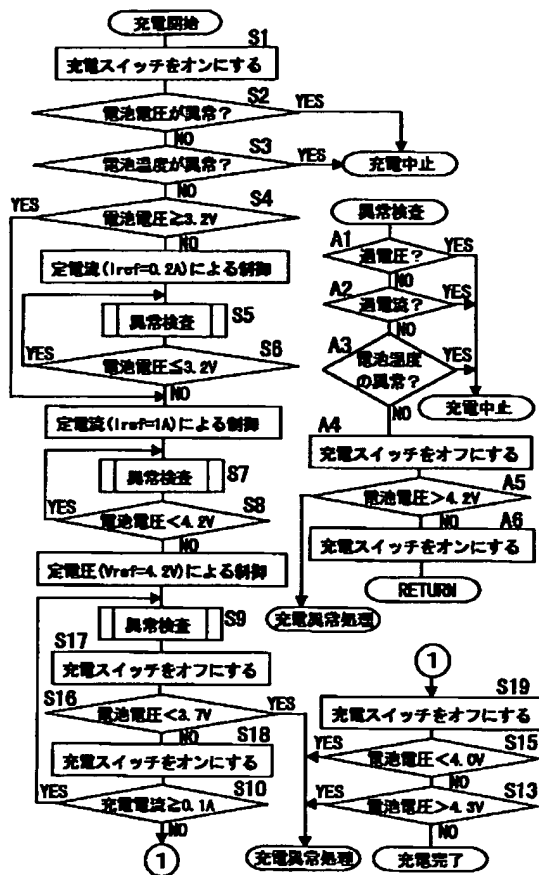 充電開始
S1
充電スイッチをオンにする
S2
電池電圧が異常?
YES
NO
S3
電池温度が異常?
YES
充電中止
NO
S4
YES
電池電圧≧3.2V
NO
定電流(Iref=0.2A)による制御
異常検査
S5
S6
YES
電池電圧≦3.2V
NO
定電流(Iref=1A)による制御
異常検査
S7
S8
YES
電池電圧<4.2V
NO
定電圧(Vref=4.2V)による制御
異常検査
S9
S17
充電スイッチをオフにする
S16
電池電圧<3.7V
YES
NO
S18
充電スイッチをオンにする
S10
YES
充電電流≧0.1A
NO
1
充電異常処理
異常検査
A1
過電圧?
YES
NO
A2
過電流?
YES
NO
A3
電池温度
の異常?
YES
NO
充電中止
A4
充電スイッチをオフにする
A5
電池電圧>4.2V
YES
NO
A6
充電スイッチをオンにする
RETURN
充電異常処理
1
S19
充電スイッチをオフにする
S15
YES
電池電圧<4.0V
NO
S13
YES
電池電圧>4.3V
NO
充電完了